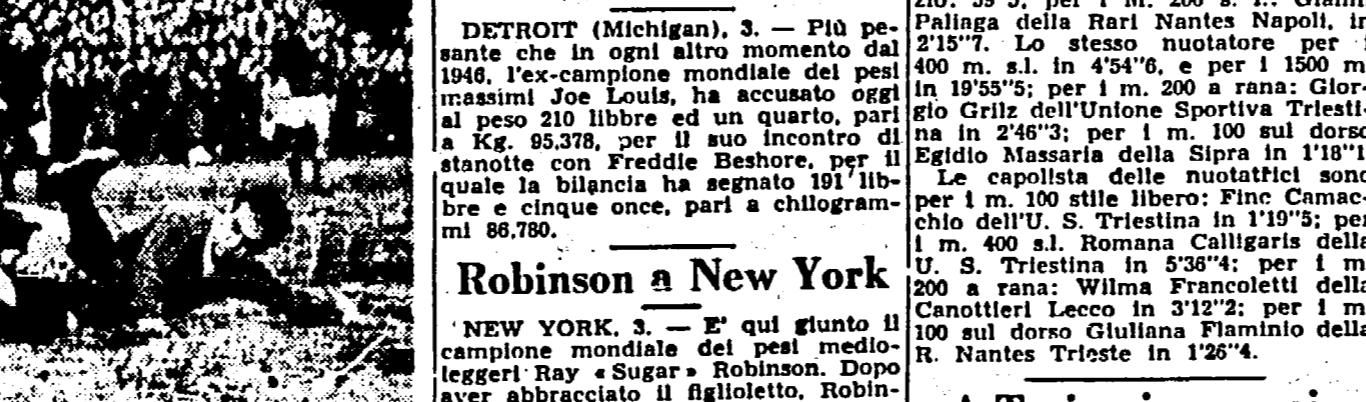 DETROIT (Michigan), 3. — Più pe-
sante che in ogni altro momento dal
1946, l'ex-campione mondiale dei pesi
massimi Joe Louis, ha accusato oggi
al peso 210 libbre ed un quarto, pari
a Kg. 95,378, per il suo incontro di
stanotte con Freddie Beshore, per il
quale la bilancia ha segnato 191 lib-
bre e cinque once, pari a chilogram-
mi 86,780.
Robinson a New York
NEW YORK, 3. — E' qui giunto il
campione mondiale dei pesi medio-
leggeri Ray « Sugar » Robinson. Dopo
aver abbracciato il figlioletto, Robin-
Palinga della Rari Nantes Napoli, in
2'15"7. Lo stesso nuotatore per i
400 m. s.l. in 4'54"6, e per i 1500 m.
in 19'55"5; per i m. 200 a rana: Gior-
gio Grilz dell'Unione Sportiva Triesti-
na in 2'46"3; per i m. 100 sul dorso
Egidio Massaria della Sipra in 1'18"1
Le capolista delle nuotatrici sono
per i m. 100 stile libero: Fine Camac-
chio dell'U. S. Triestina in 1'19"5; per
i m. 400 s.l. Romana Calligaris della
U. S. Triestina in 5'36"4; per i m.
200 a rana: Wilma Francoletti della
Canottieri Lecco in 3'12"2; per i m.
100 sul dorso Giuliana Flaminio della
R. Nantes Trieste in 1'26"4.